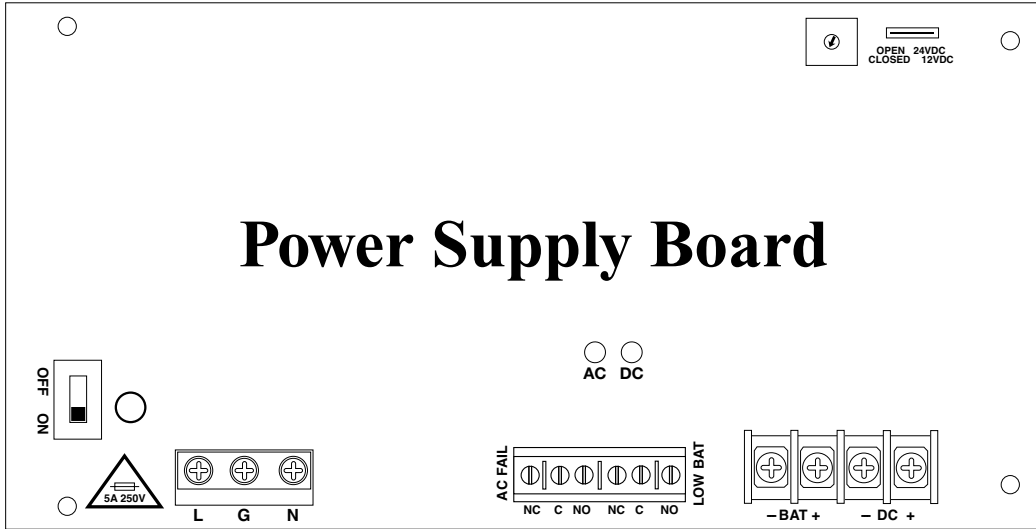 OPEN 24VDC
CLOSED 12VDC
Power Supply Board
AC DC
OFF ON
5A 250V
L G N
AC FAIL
NC C NO NC C NO
LOW BAT
– BAT + – DC +